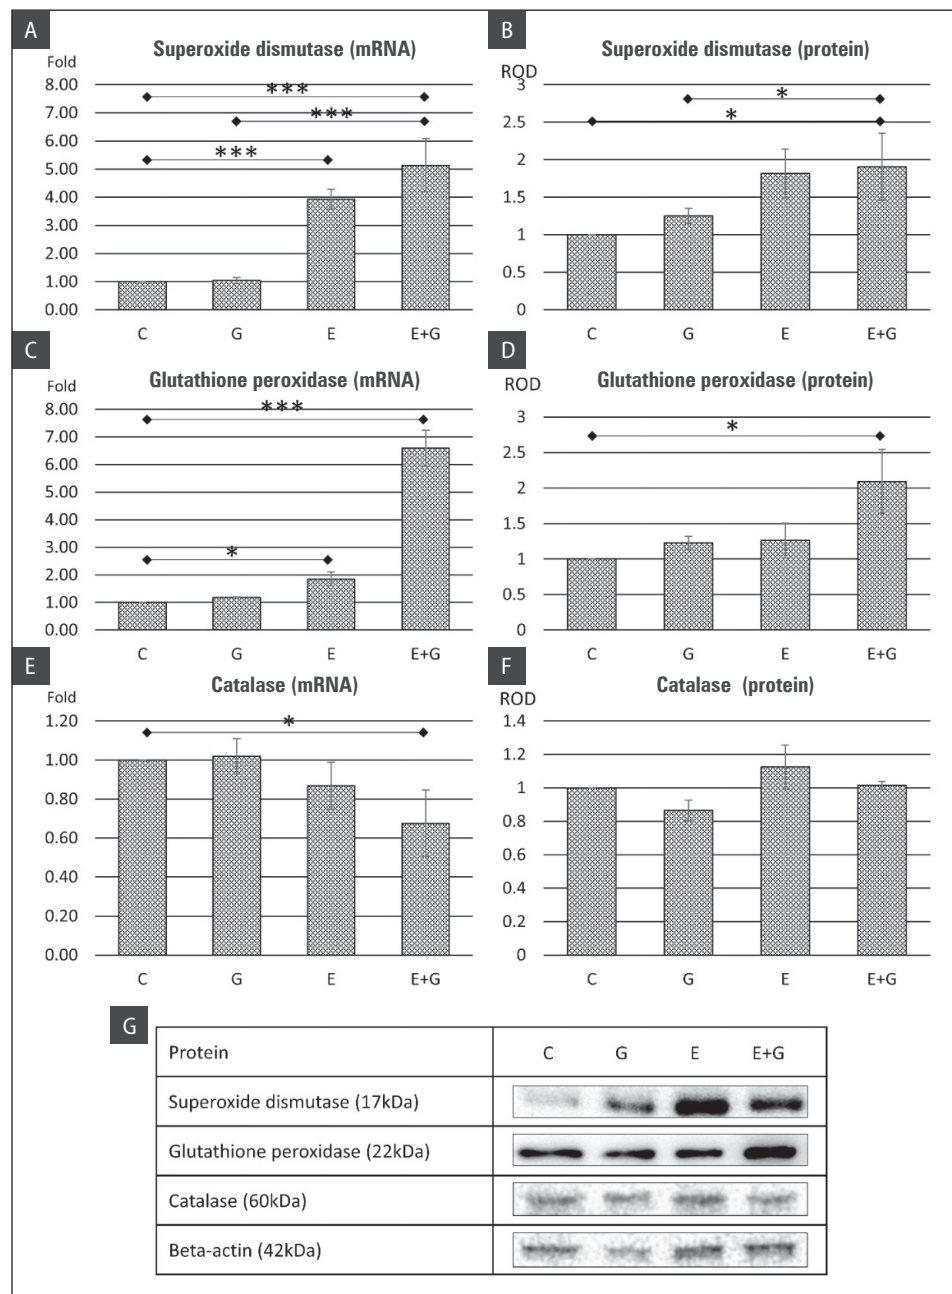 A
Superoxide dismutase (mRNA)
Fold
8.00
7.00
6.00
5.00
4.00
3.00
2.00
1.00
0.00
***
***
***
C G E E+G
B
Superoxide dismutase (protein)
ROD
3
2.5
2
1.5
1
0.5
0
*
*
C G E E+G
C
Glutathione peroxidase (mRNA)
Fold
8.00
7.00
6.00
5.00
4.00
3.00
2.00
1.00
0.00
***
*
C G E E+G
D
Glutathione peroxidase (protein)
ROD
3
2.5
2
1.5
1
0.5
0
*
C G E E+G
E
Catalase (mRNA)
Fold
1.20
1.00
0.80
0.60
0.40
0.20
0.00
*
C G E E+G
F
Catalase (protein)
ROD
1.4
1.2
1
0.8
0.6
0.4
0.2
0
C G E E+G
G
Protein C G E E+G
Superoxide dismutase (17kDa)
Glutathione peroxidase (22kDa)
Catalase (60kDa)
Beta-actin (42kDa)